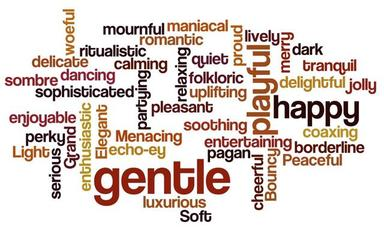 mournful
maniacal
woeful
romantic
proud
lively
merry
dark
ritualistic
delicate
calming
relaxing
quiet
playful
tranquil
sombre
dancing
folkloric
delightful
jolly
sophisticated
partying
uplifting
happy
enjoyable
enthusiastic
Elegant
pleasant
soothing
coaxing
perky
Grand
Menacing
entertaining
borderline
Light
serious
echo-ey
pagan
cheerful
Bouncy
Peaceful
gentle
luxurious
Soft